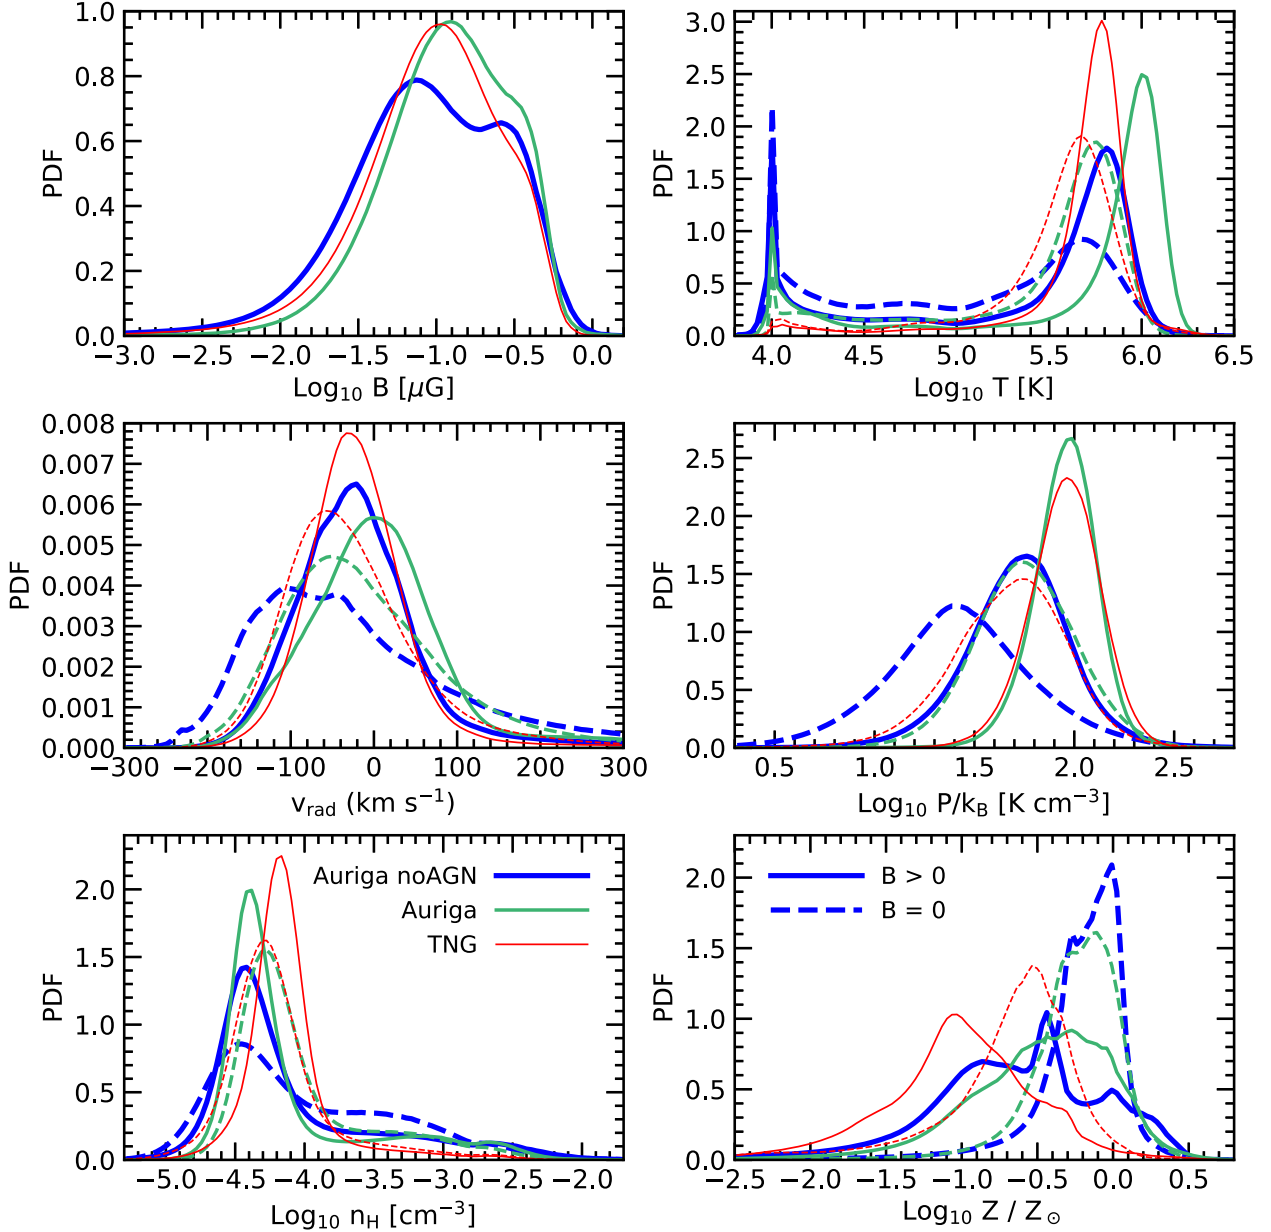 1.0
0.8
0.6
0.4
0.2
0.0
PDF
−3.0 −2.5 −2.0 −1.5 −1.0 −0.5 0.0
Log₁₀ B [μG]
3.0
2.5
2.0
1.5
1.0
0.5
0.0
PDF
4.0 4.5 5.0 5.5 6.0 6.5
Log₁₀ T [K]
0.008
0.007
0.006
0.005
0.004
0.003
0.002
0.001
0.000
PDF
−300 −200 −100 0 100 200 300
v_rad (km s⁻¹)
2.5
2.0
1.5
1.0
0.5
0.0
PDF
0.5 1.0 1.5 2.0 2.5
Log₁₀ P/k_B [K cm⁻³]
2.0
1.5
1.0
0.5
0.0
PDF
Auriga noAGN
Auriga
TNG
−5.0 −4.5 −4.0 −3.5 −3.0 −2.5 −2.0
Log₁₀ n_H [cm⁻³]
2.0
1.5
1.0
0.5
0.0
PDF
B > 0
B = 0
−2.5 −2.0 −1.5 −1.0 −0.5 0.0 0.5
Log₁₀ Z / Z☉